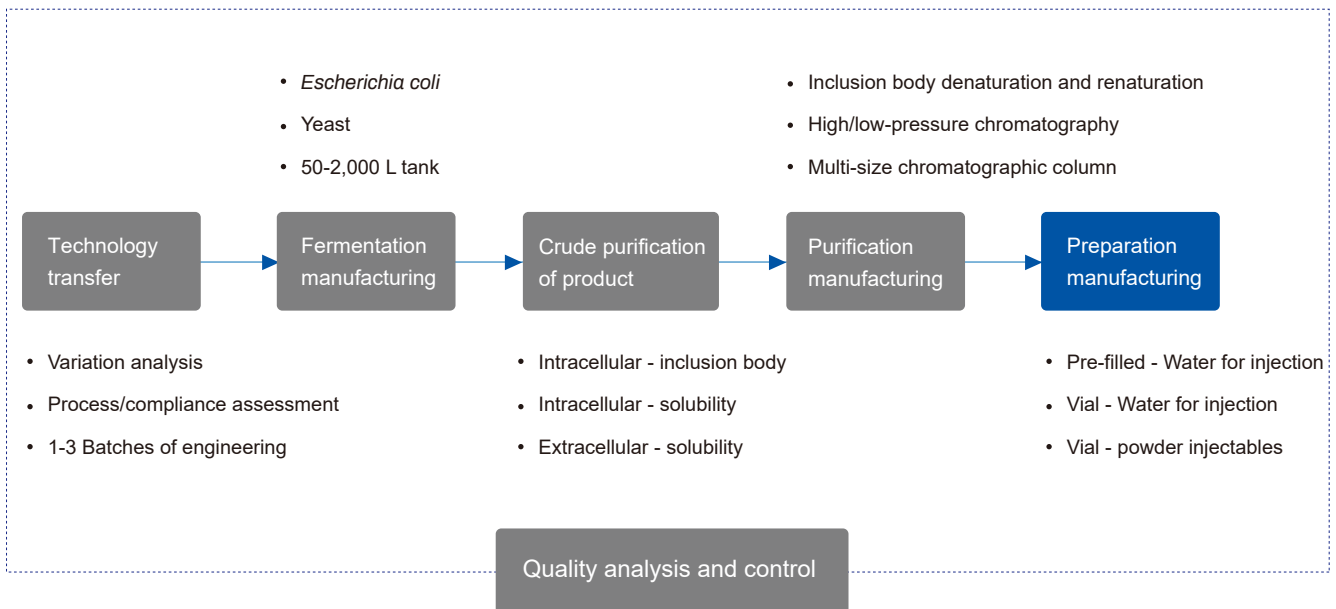 • Escherichia coli
• Yeast
• 50-2,000 L tank
• Inclusion body denaturation and renaturation
• High/low-pressure chromatography
• Multi-size chromatographic column
Technology
transfer
Fermentation
manufacturing
Crude purification
of product
Purification
manufacturing
Preparation
manufacturing
• Variation analysis
• Process/compliance assessment
• 1-3 Batches of engineering
• Intracellular - inclusion body
• Intracellular - solubility
• Extracellular - solubility
• Pre-filled - Water for injection
• Vial - Water for injection
• Vial - powder injectables
Quality analysis and control